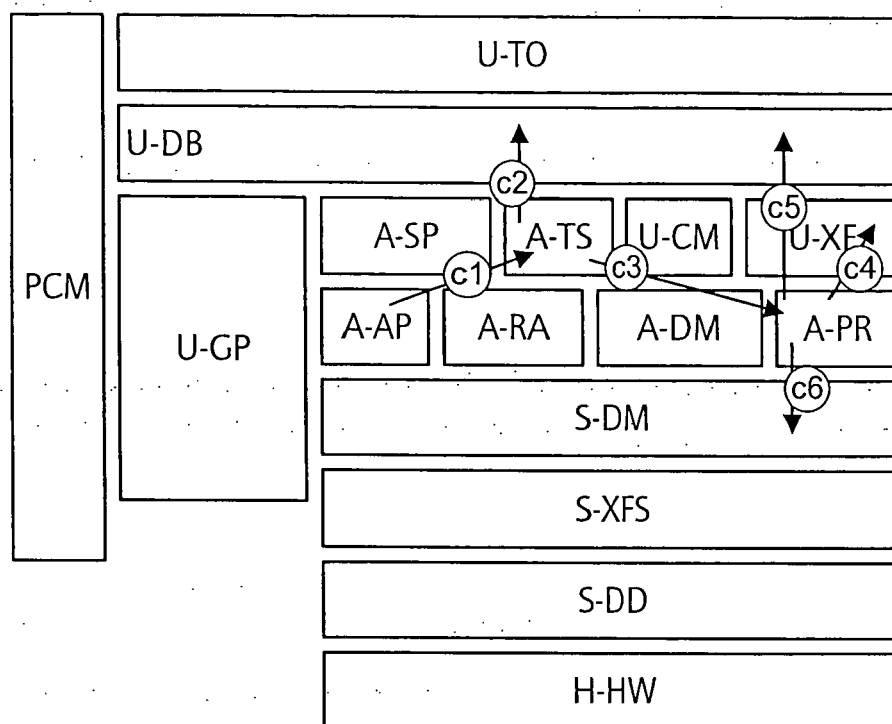 U-TO
U-DB
c2
c5
A-SP
A-TS
U-CM
U-XF
PCM
c1
c3
c4
U-GP
A-AP
A-RA
A-DM
A-PR
c6
S-DM
S-XFS
S-DD
H-HW